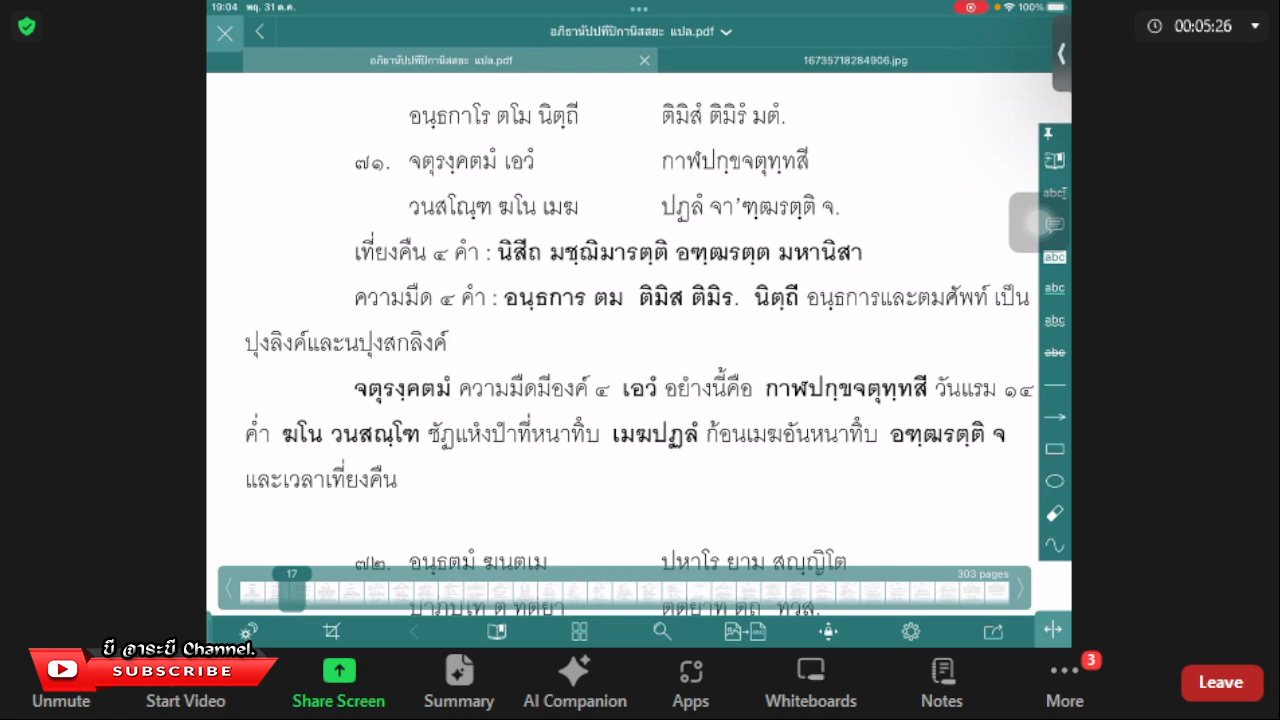 19:04 พฤ. 31 ต.ค.
100%
00:05:26
อภิธานัปปทีปิกานิสสยะ แปล.pdf
อภิธานัปปทีปิกานิสสยะ แปล.pdf
16735718284906.jpg
อนฺธกาโร ตโม นิตฺถี ติมิสํ ติมิรํ มตํ.
๗๑. จตุรงฺคตมํ เอวํ กาฬปกฺขจตุทฺทสี
วนสโณฺฑ ฆโน เมฆ ปฏลํ จา’ฑฺฒรตฺติ จ.
เที่ยงคืน ๔ คำ : นิสีถ มชฺฌิมารตฺติ อฑฺฒรตฺต มหานิสา
ความมืด ๔ คำ : อนฺธการ ตม ติมิส ติมิร. นิตฺถี อนฺธการและตมศัพท์ เป็น
ปุงลิงค์และนปุงสกลิงค์
จตุรงฺคตมํ ความมืดมีองค์ ๔ เอวํ อย่างนี้คือ กาฬปกฺขจตุทฺทสี วันแรม ๑๔
ค่ำ ฆโน วนสณฺโฑ ชัฏแห่งป่าที่หนาทึบ เมฆปฏลํ ก้อนเมฆอันหนาทึบ อฑฺฒรตฺติ จ
และเวลาเที่ยงคืน
๗๒. อนฺธตมํ ฆนตเม ปหาโร ยาม สญฺญิโต
17
303 pages
abc
abc
abc
abc
abc
บี อาระบี Channel.
SUBSCRIBE
Unmute
Start Video
Share Screen
Summary
AI Companion
Apps
Whiteboards
Notes
More
3
Leave